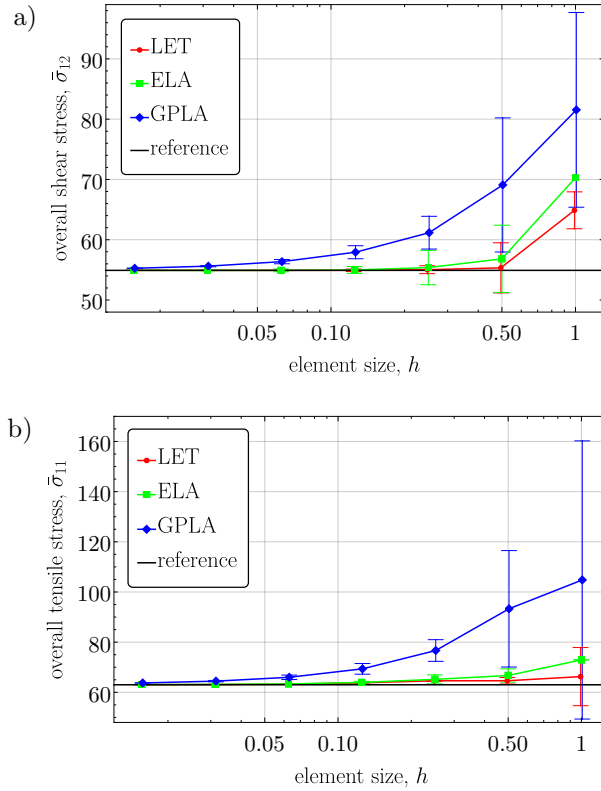 a)
overall shear stress, σ̄₁₂
90
80
70
60
50
LET
ELA
GPLA
reference
0.05 0.10 0.50 1
element size, h
b)
overall tensile stress, σ̄₁₁
160
140
120
100
80
60
LET
ELA
GPLA
reference
0.05 0.10 0.50 1
element size, h